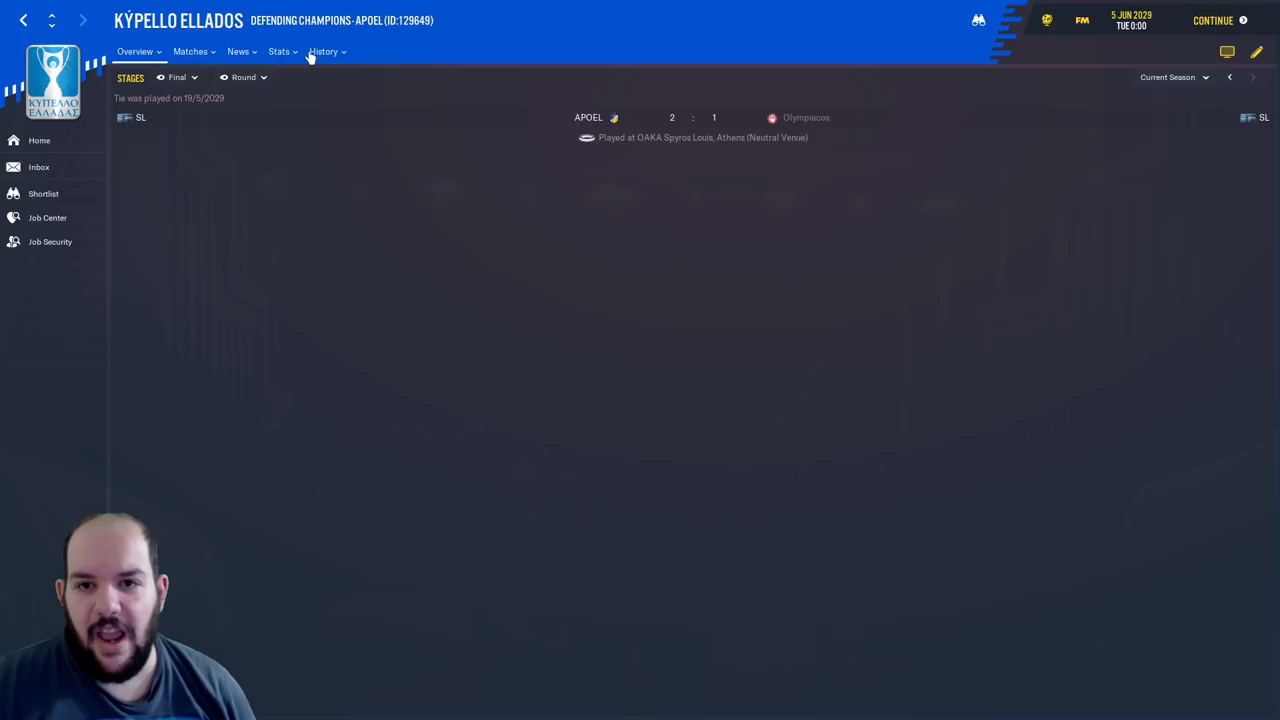 KÝPELLO ELLADOS DEFENDING CHAMPIONS - APOEL (ID:129649)
FM 5 JUN 2029 TUE 0:00 CONTINUE
Overview Matches News Stats History
ΚΥΠΕΛΛΟ
ΕΛΛΑΔΑΣ
STAGES Final Round Current Season
Tie was played on 19/5/2029
SL APOEL 2 : 1 Olympiacos SL
Played at OAKA Spyros Louis, Athens (Neutral Venue)
Home
Inbox
Shortlist
Job Center
Job Security